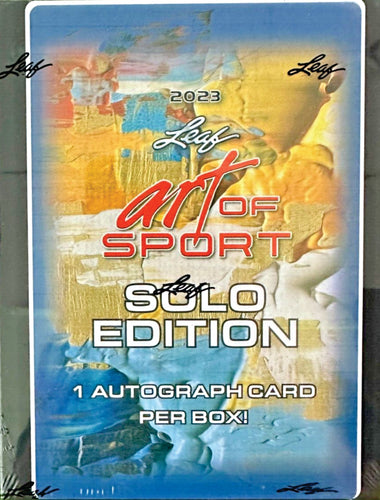 Leaf Leaf
2023
Leaf
art OF
SPORT
Leaf
SOLO
EDITION
1 AUTOGRAPH CARD
PER BOX!
Leaf Leaf